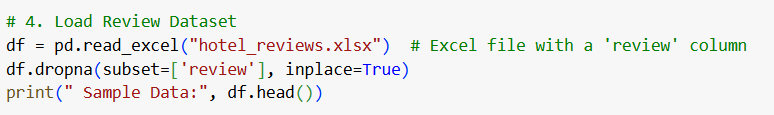 # 4. Load Review Dataset
df = pd.read_excel("hotel_reviews.xlsx")  # Excel file with a 'review' column
df.dropna(subset=['review'], inplace=True)
print(" Sample Data:", df.head())